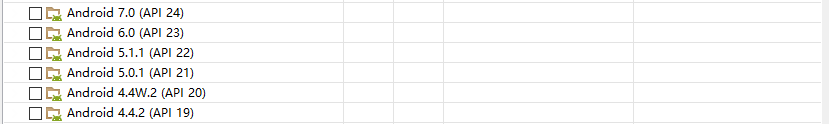 Android 7.0 (API 24)
Android 6.0 (API 23)
Android 5.1.1 (API 22)
Android 5.0.1 (API 21)
Android 4.4W.2 (API 20)
Android 4.4.2 (API 19)